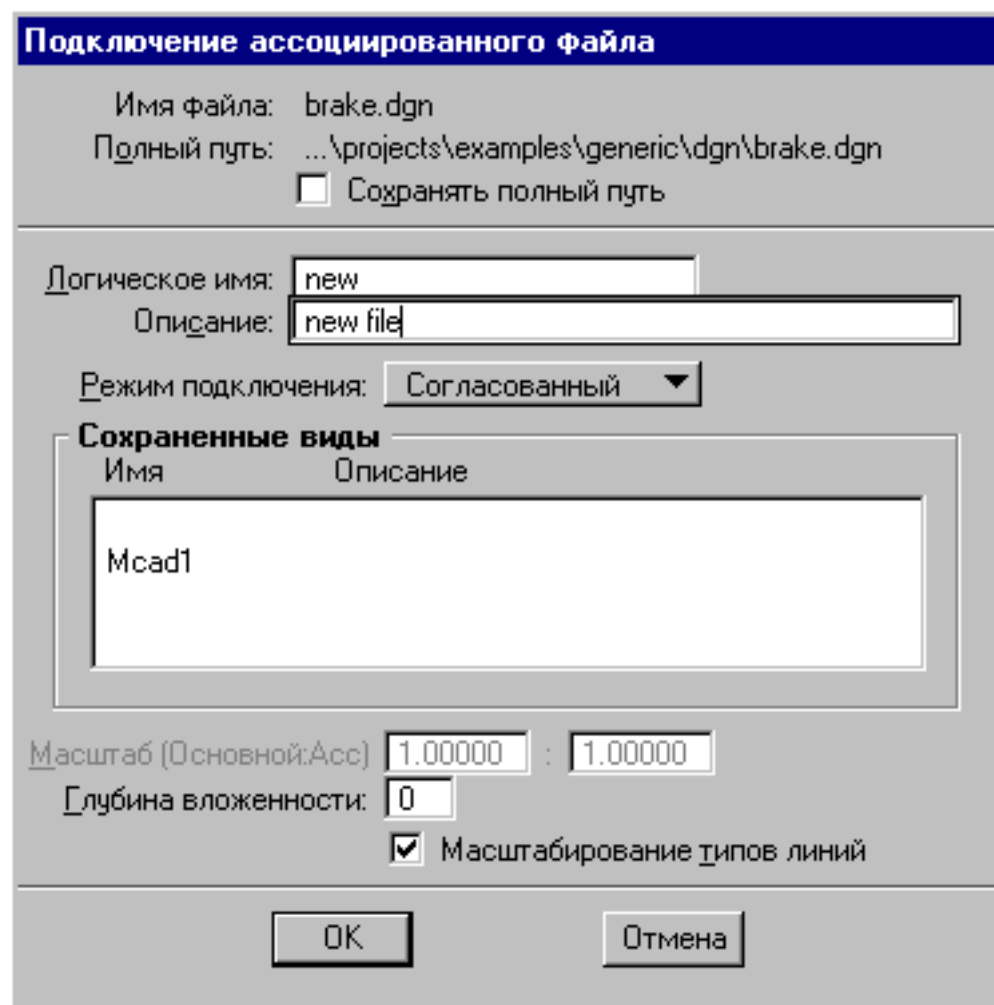 Подключение ассоциированного файла
Имя файла: brake.dgn
Полный путь: ...\projects\examples\generic\dgn\brake.dgn
Сохранять полный путь
Логическое имя: new
Описание: new file
Режим подключения: Согласованный
Сохраненные виды
Имя Описание
Mcad1
Масштаб (Основной:Асс) 1.00000 : 1.00000
Глубина вложенности: 0
Масштабирование типов линий
OK Отмена